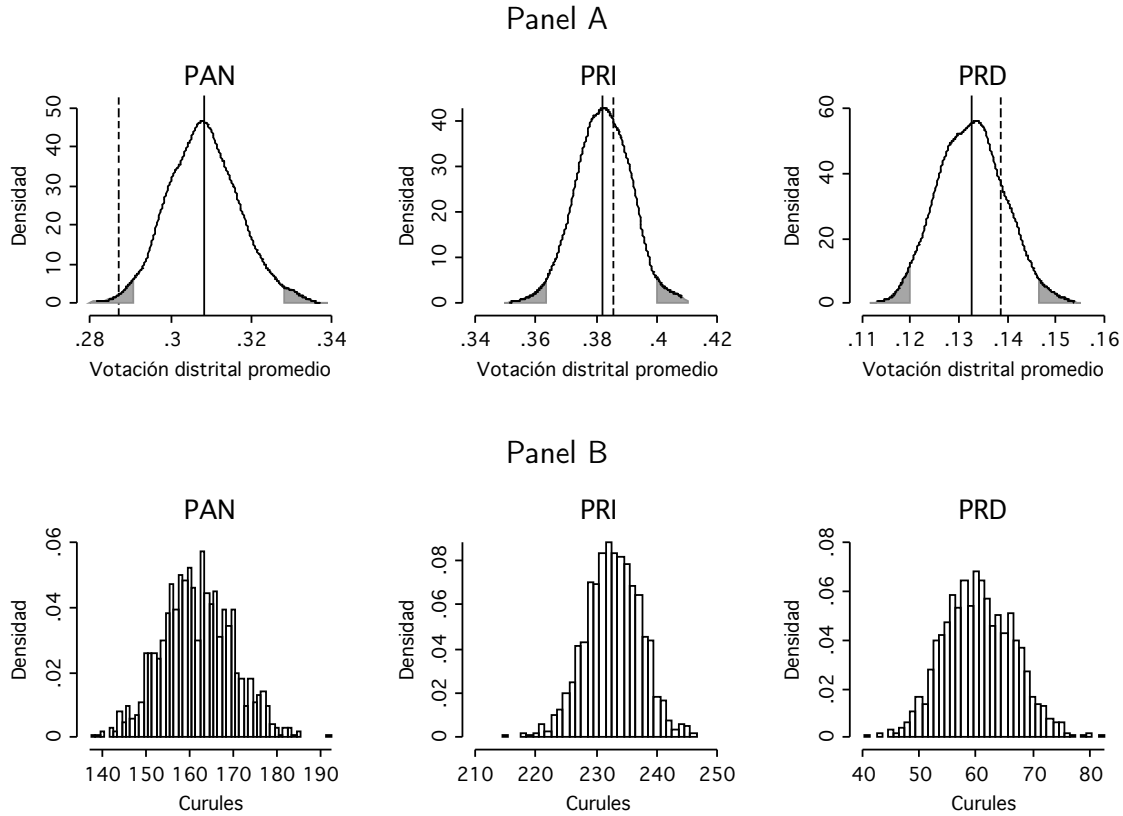 Panel A
PAN
PRI
PRD
Densidad
0 10 20 30 40 50
.28 .3 .32 .34
Votación distrital promedio
Densidad
0 10 20 30 40
.34 .36 .38 .4 .42
Votación distrital promedio
Densidad
0 20 40 60
.11 .12 .13 .14 .15 .16
Votación distrital promedio
Panel B
PAN
PRI
PRD
Densidad
0 .02 .04 .06
140 150 160 170 180 190
Curules
Densidad
0 .02 .04 .06 .08
210 220 230 240 250
Curules
Densidad
0 .02 .04 .06 .08
40 50 60 70 80
Curules